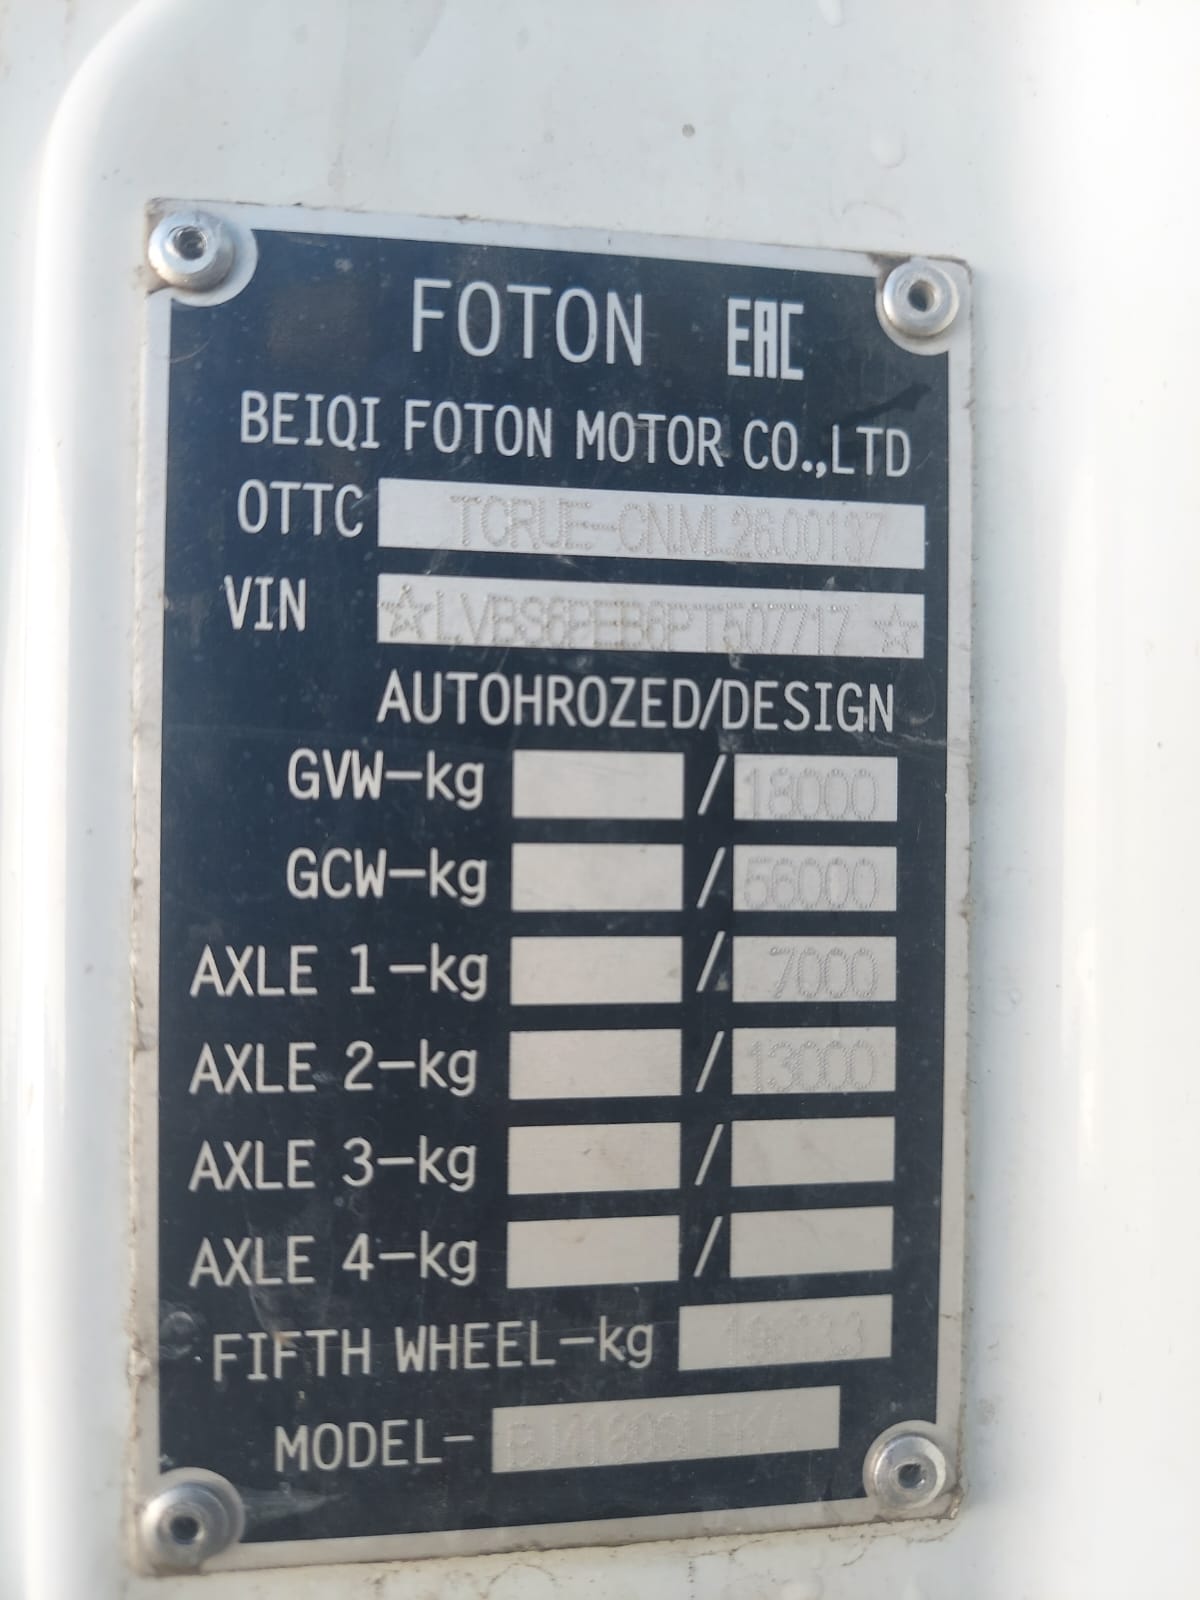 FOTON EAC
BEIQI FOTON MOTOR CO.,LTD
OTTC TCRUE-CNML26.00137
VIN ☆LVBS6PEB6PT507717☆
AUTOHROZED/DESIGN
GVW-kg / 18000
GCW-kg / 56000
AXLE 1-kg / 7000
AXLE 2-kg / 13000
AXLE 3-kg /
AXLE 4-kg /
FIFTH WHEEL-kg
MODEL-